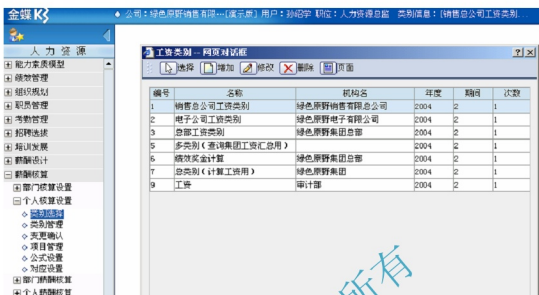 金蝶 K/3
公司：绿色原野销售有限…[演示版] 用户：孙绍学 职位：人力资源总监 类别信息：[销售总公司工资类别...
人力资源
能力素质模型
绩效管理
组织规划
职员管理
考勤管理
招聘选拔
培训发展
薪酬设计
薪酬核算
部门核算设置
个人核算设置
类别选择
类别管理
变更确认
项目管理
公式设置
对应设置
部门薪酬核算
个人薪酬核算
工资类别 -- 网页对话框
选择 增加 修改 删除 页面
编号 名称 机构名 年度 期间 次数
1 销售总公司工资类别 绿色原野销售有限总公司 2004 2 1
2 电子公司工资类别 绿色原野电子有限公司 2004 2 1
3 总部工资类别 绿色原野集团总部 2004 2 1
5 多类别（查询集团工资汇总用） 2004 2 1
6 绩效奖金计算 绿色原野集团总部 2004 2 1
7 总类别（计算工资用） 绿色原野集团 2004 2 1
9 工资 审计部 2004 2 1
所有